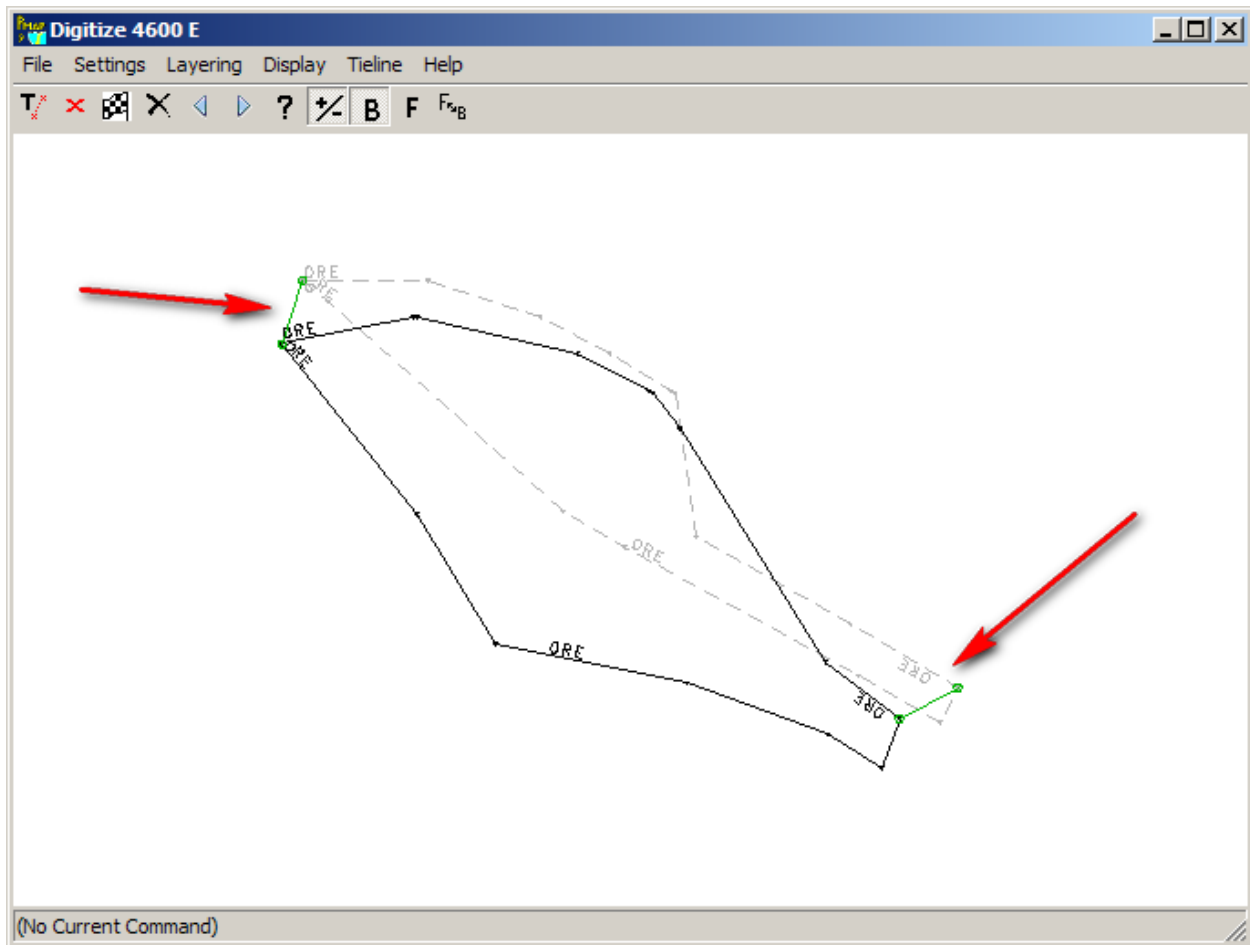 Digitize 4600 E
File Settings Layering Display Tieline Help
T ? +/- B F F B
ORE
ORE
ORE
ORE
ORE
ORE
ORE
ORE
(No Current Command)